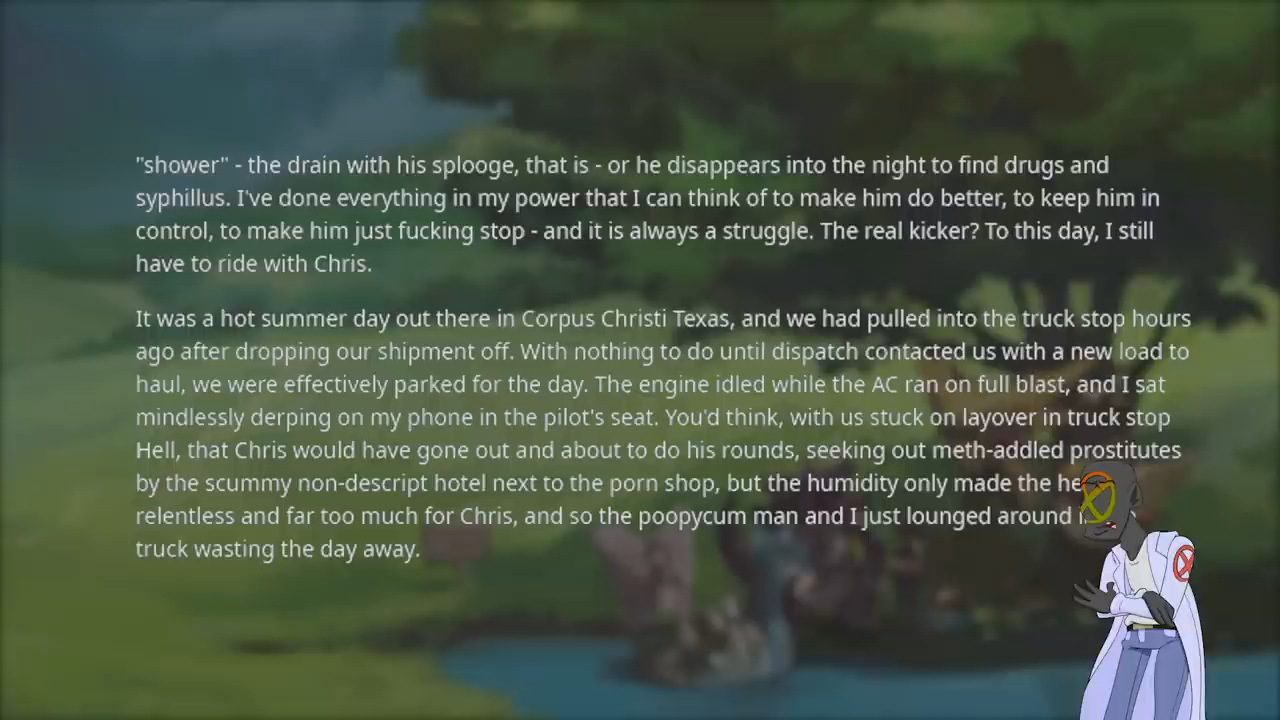 "shower" - the drain with his splooge, that is - or he disappears into the night to find drugs and
syphillus. I've done everything in my power that I can think of to make him do better, to keep him in
control, to make him just fucking stop - and it is always a struggle. The real kicker? To this day, I still
have to ride with Chris.
It was a hot summer day out there in Corpus Christi Texas, and we had pulled into the truck stop hours
ago after dropping our shipment off. With nothing to do until dispatch contacted us with a new load to
haul, we were effectively parked for the day. The engine idled while the AC ran on full blast, and I sat
mindlessly derping on my phone in the pilot's seat. You'd think, with us stuck on layover in truck stop
Hell, that Chris would have gone out and about to do his rounds, seeking out meth-addled prostitutes
by the scummy non-descript hotel next to the porn shop, but the humidity only made the
relentless and far too much for Chris, and so the poopycum man and I just lounged around
truck wasting the day away.